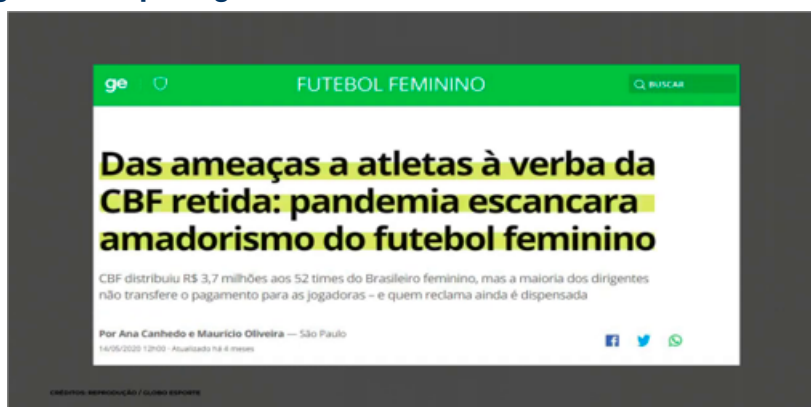 ge
FUTEBOL FEMININO
BUSCAR
Das ameaças a atletas à verba da
CBF retida: pandemia escancara
amadorismo do futebol feminino
CBF distribuiu R$ 3,7 milhões aos 52 times do Brasileiro feminino, mas a maioria dos dirigentes
não transfere o pagamento para as jogadoras – e quem reclama ainda é dispensada
Por Ana Canhedo e Maurício Oliveira — São Paulo
14/05/2020 12h00 · Atualizado há 4 meses
CRÉDITOS: REPRODUÇÃO / GLOBO ESPORTE